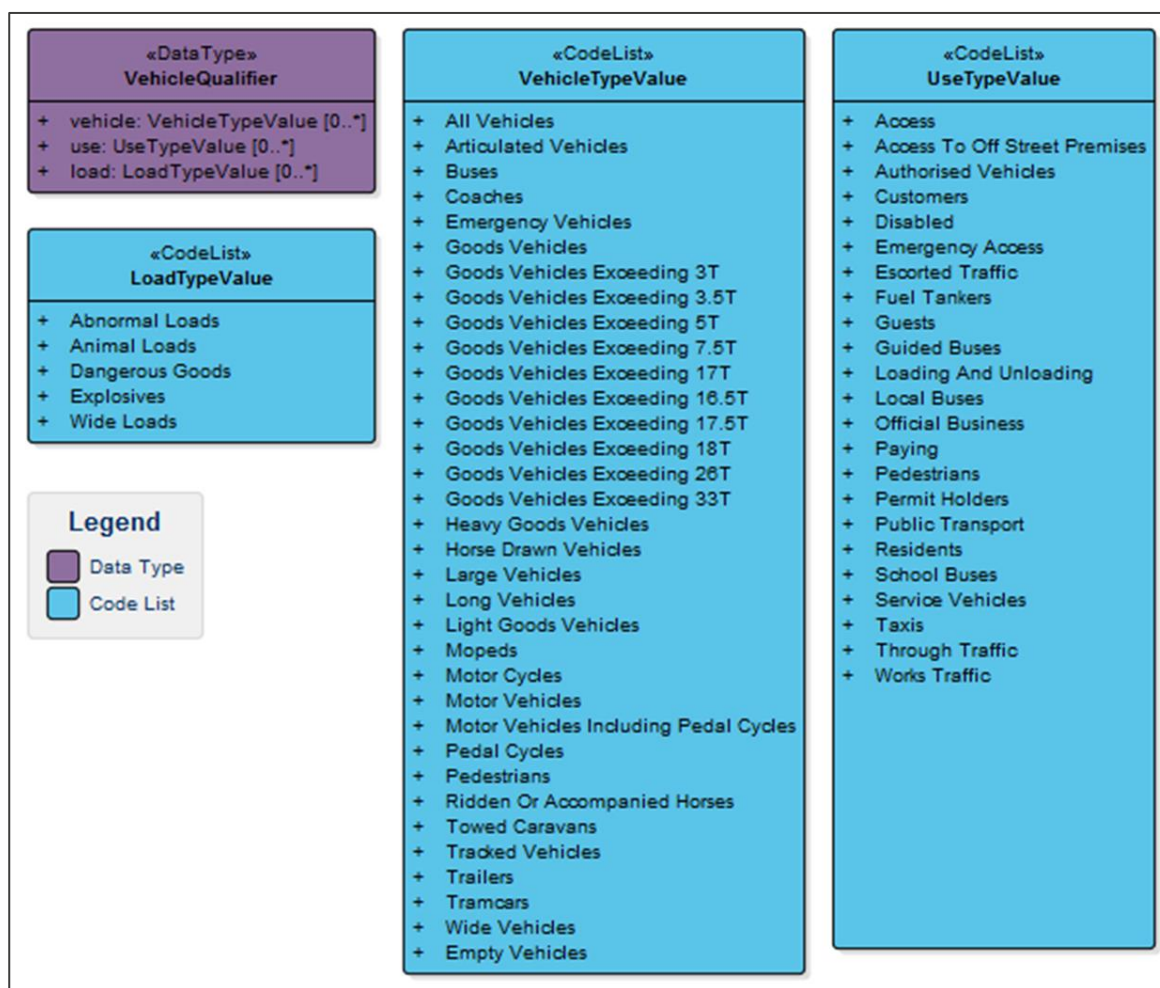 «DataType»
VehicleQualifier
+ vehicle: VehicleTypeValue [0..*]
+ use: UseTypeValue [0..*]
+ load: LoadTypeValue [0..*]
«CodeList»
LoadTypeValue
+ Abnormal Loads
+ Animal Loads
+ Dangerous Goods
+ Explosives
+ Wide Loads
Legend
Data Type
Code List
«CodeList»
VehicleTypeValue
+ All Vehicles
+ Articulated Vehicles
+ Buses
+ Coaches
+ Emergency Vehicles
+ Goods Vehicles
+ Goods Vehicles Exceeding 3T
+ Goods Vehicles Exceeding 3.5T
+ Goods Vehicles Exceeding 5T
+ Goods Vehicles Exceeding 7.5T
+ Goods Vehicles Exceeding 17T
+ Goods Vehicles Exceeding 16.5T
+ Goods Vehicles Exceeding 17.5T
+ Goods Vehicles Exceeding 18T
+ Goods Vehicles Exceeding 26T
+ Goods Vehicles Exceeding 33T
+ Heavy Goods Vehicles
+ Horse Drawn Vehicles
+ Large Vehicles
+ Long Vehicles
+ Light Goods Vehicles
+ Mopeds
+ Motor Cycles
+ Motor Vehicles
+ Motor Vehicles Including Pedal Cycles
+ Pedal Cycles
+ Pedestrians
+ Ridden Or Accompanied Horses
+ Towed Caravans
+ Tracked Vehicles
+ Trailers
+ Tramcars
+ Wide Vehicles
+ Empty Vehicles
«CodeList»
UseTypeValue
+ Access
+ Access To Off Street Premises
+ Authorised Vehicles
+ Customers
+ Disabled
+ Emergency Access
+ Escorted Traffic
+ Fuel Tankers
+ Guests
+ Guided Buses
+ Loading And Unloading
+ Local Buses
+ Official Business
+ Paying
+ Pedestrians
+ Permit Holders
+ Public Transport
+ Residents
+ School Buses
+ Service Vehicles
+ Taxis
+ Through Traffic
+ Works Traffic